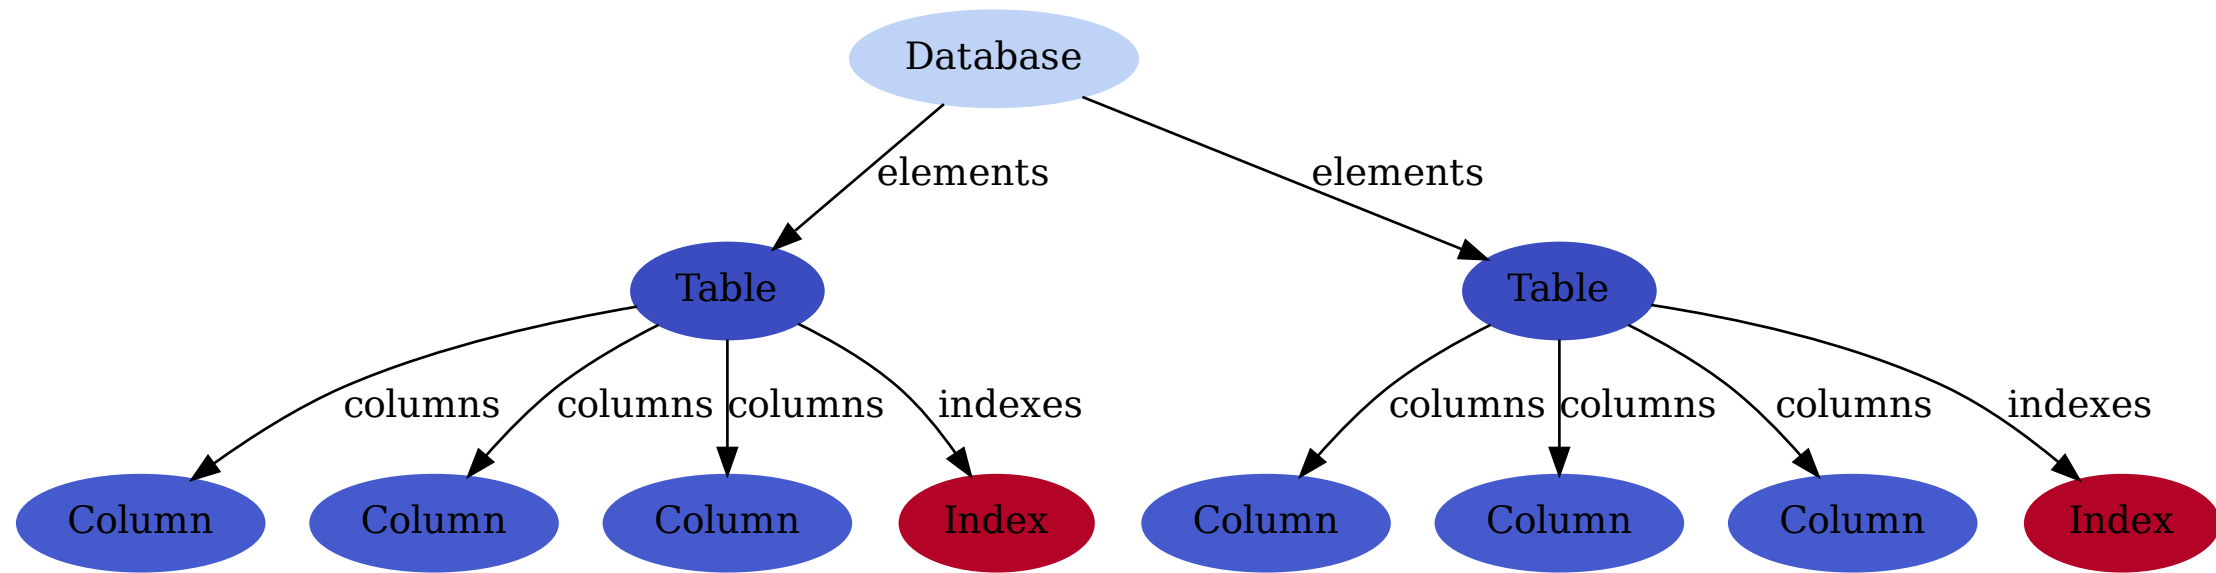 Database
elements
elements
Table
Table
columns
columns
columns
indexes
columns
columns
columns
indexes
Column
Column
Column
Index
Column
Column
Column
Index